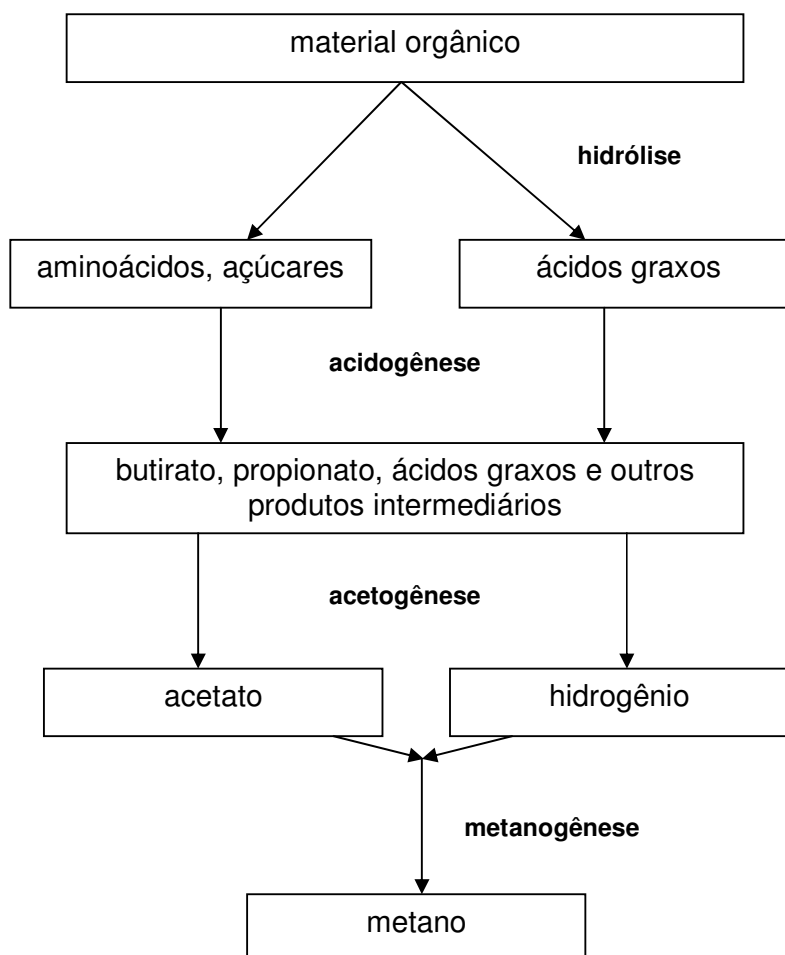 material orgânico
hidrólise
aminoácidos, açúcares
ácidos graxos
acidogênese
butirato, propionato, ácidos graxos e outros
produtos intermediários
acetogênese
acetato
hidrogênio
metanogênese
metano